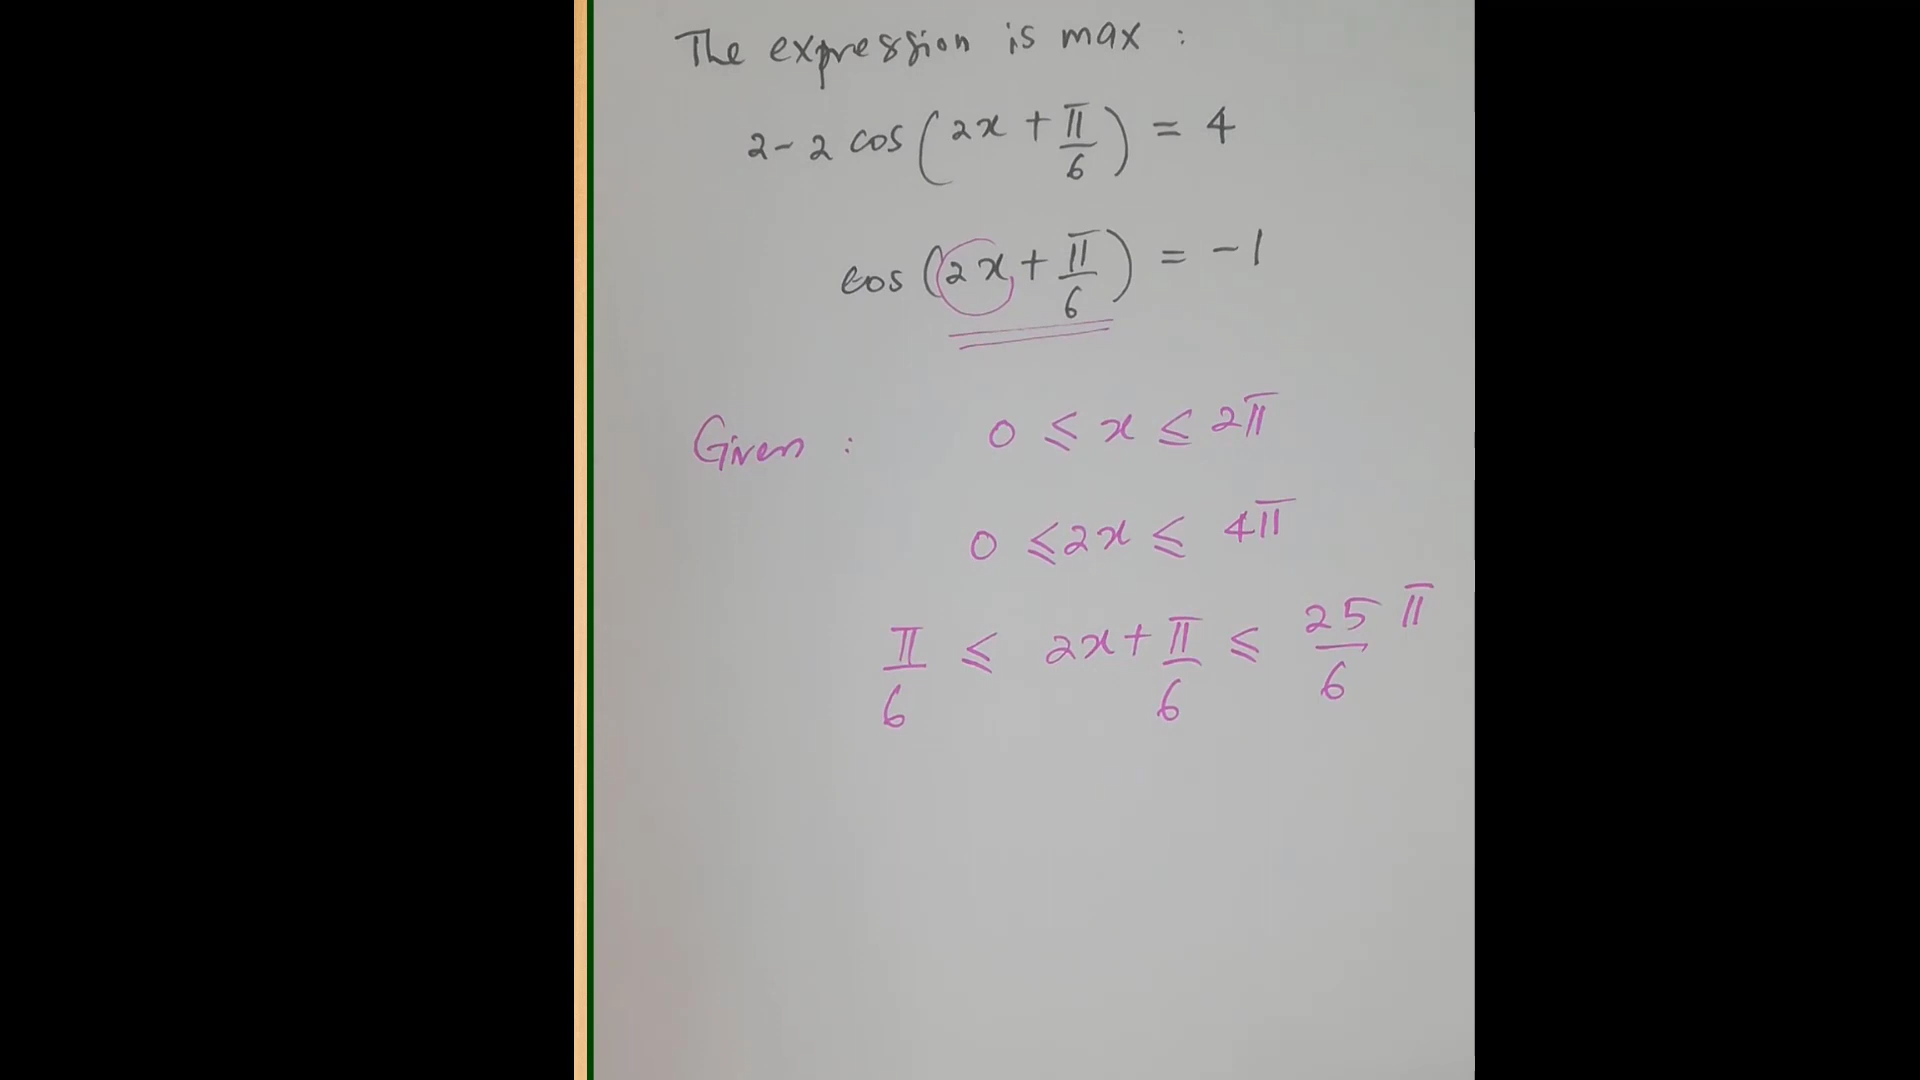 The expression is max :
2 - 2 cos (2x + π/6) = 4
cos (2x + π/6) = -1
Given : 0 ≤ x ≤ 2π
0 ≤ 2x ≤ 4π
π/6 ≤ 2x + π/6 ≤ 25/6 π